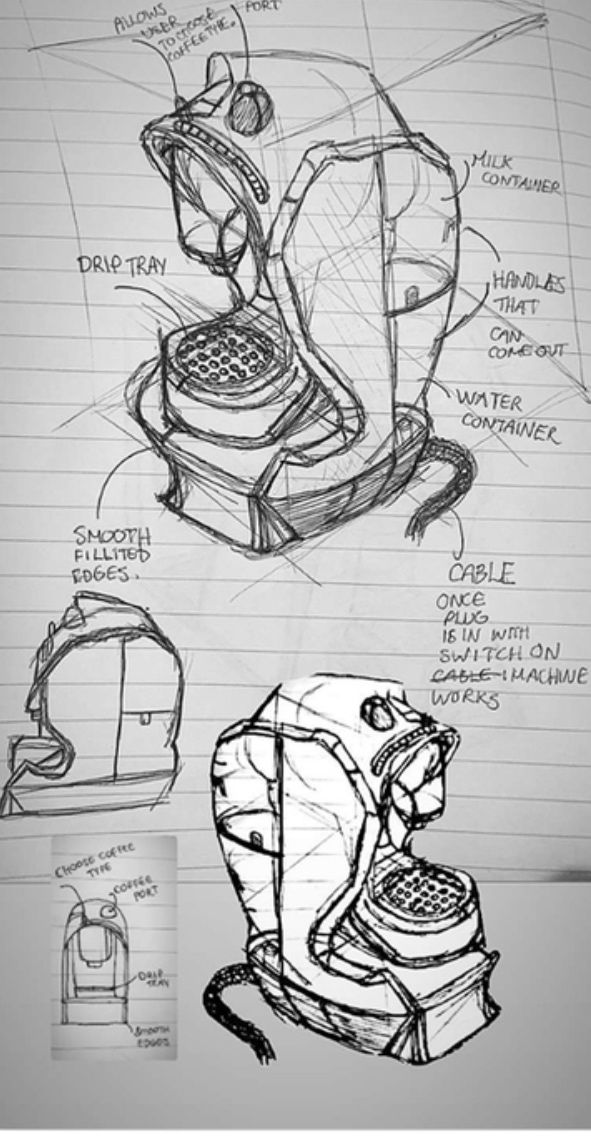 ALLOWS
USER
TO CHOOSE
COFFEE TYPE.
PORT
MILK
CONTAINER
DRIP TRAY
HANDLES
THAT
CAN
COME OUT
WATER
CONTAINER
SMOOTH
FILLITED
EDGES.
CABLE
ONCE
PLUG
IS IN WITH
SWITCH ON
CABLE MACHINE
WORKS
CHOOSE COFFEE
TYPE
COFFEE
PORT
DRIP
TRAY
SMOOTH
EDGES